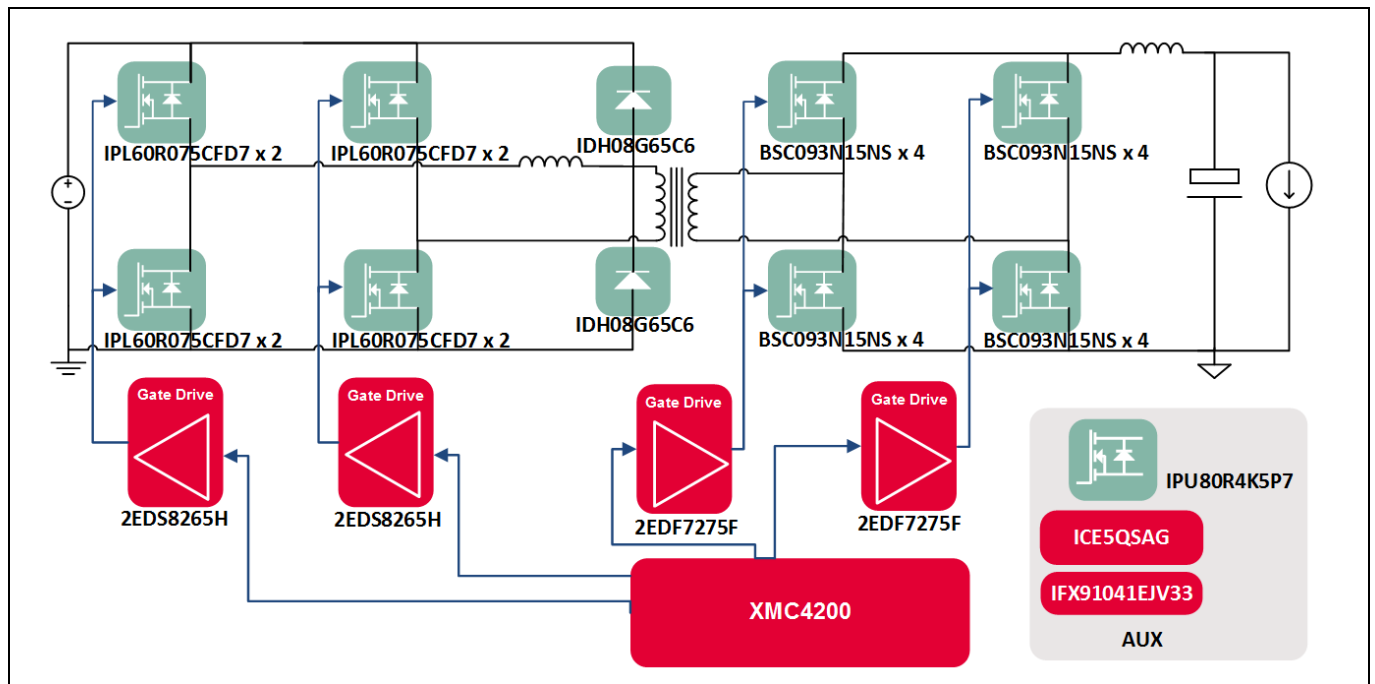 IDH08G65C6
IPL60R075CFD7 x 2
IPL60R075CFD7 x 2
BSC093N15NS x 4
BSC093N15NS x 4
+
−
IPL60R075CFD7 x 2
IPL60R075CFD7 x 2
IDH08G65C6
BSC093N15NS x 4
BSC093N15NS x 4
Gate Drive
2EDS8265H
Gate Drive
2EDS8265H
Gate Drive
2EDF7275F
Gate Drive
2EDF7275F
XMC4200
IPU80R4K5P7
ICE5QSAG
IFX91041EJV33
AUX